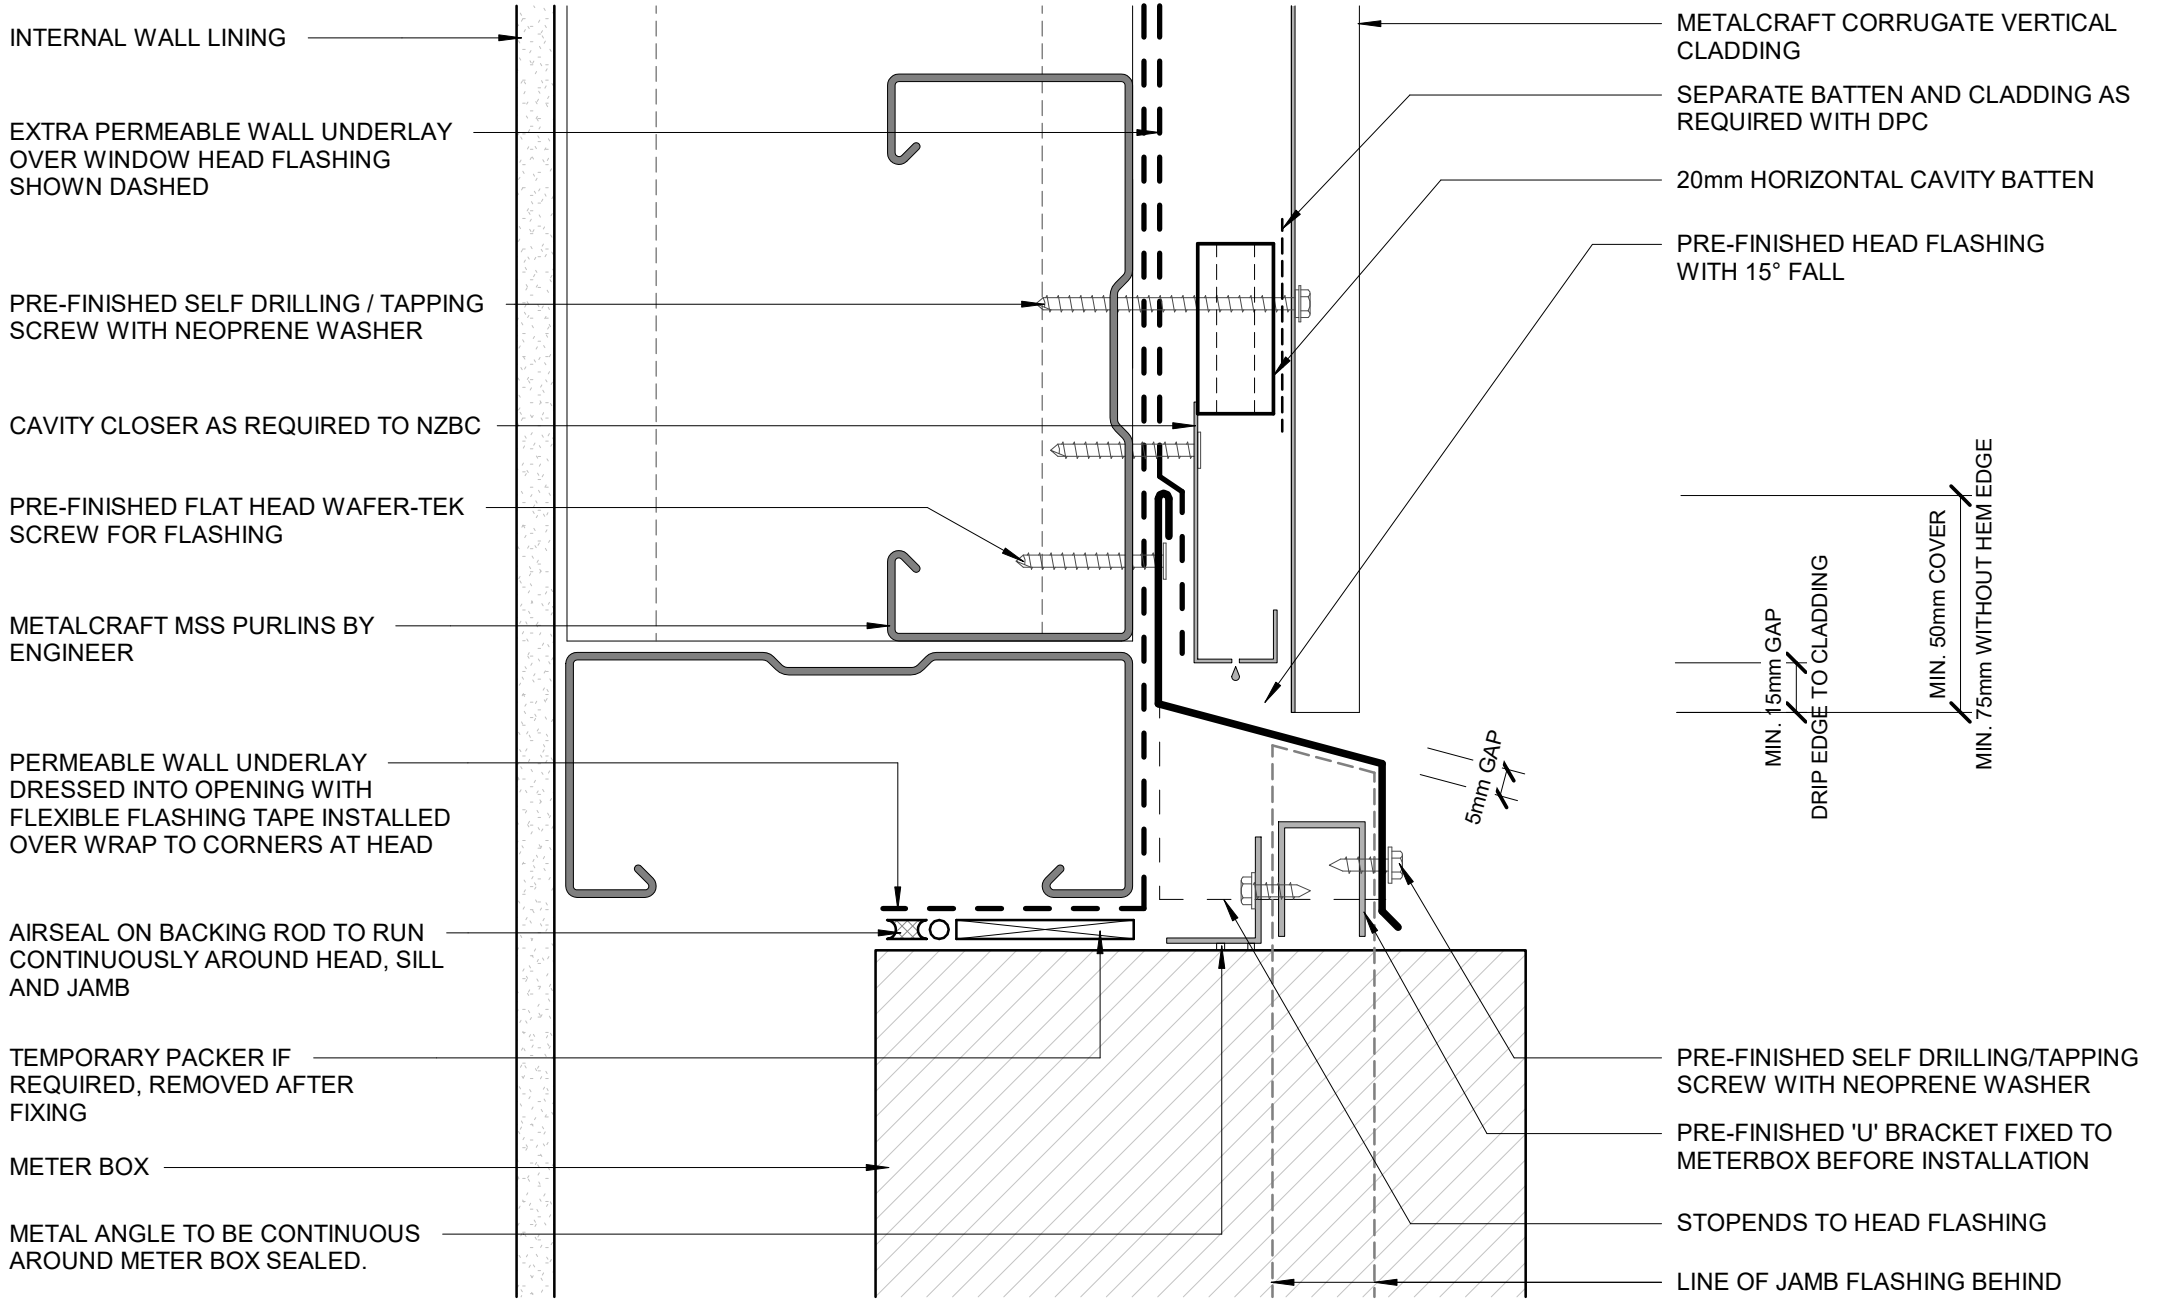 INTERNAL WALL LINING
EXTRA PERMEABLE WALL UNDERLAY
OVER WINDOW HEAD FLASHING
SHOWN DASHED
PRE-FINISHED SELF DRILLING / TAPPING
SCREW WITH NEOPRENE WASHER
CAVITY CLOSER AS REQUIRED TO NZBC
PRE-FINISHED FLAT HEAD WAFER-TEK
SCREW FOR FLASHING
METALCRAFT MSS PURLINS BY
ENGINEER
PERMEABLE WALL UNDERLAY
DRESSED INTO OPENING WITH
FLEXIBLE FLASHING TAPE INSTALLED
OVER WRAP TO CORNERS AT HEAD
AIRSEAL ON BACKING ROD TO RUN
CONTINUOUSLY AROUND HEAD, SILL
AND JAMB
TEMPORARY PACKER IF
REQUIRED, REMOVED AFTER
FIXING
METER BOX
METAL ANGLE TO BE CONTINUOUS
AROUND METER BOX SEALED.
METALCRAFT CORRUGATE VERTICAL
CLADDING
SEPARATE BATTEN AND CLADDING AS
REQUIRED WITH DPC
20mm HORIZONTAL CAVITY BATTEN
PRE-FINISHED HEAD FLASHING
WITH 15° FALL
5mm GAP
MIN. 15mm GAP
DRIP EDGE TO CLADDING
MIN. 50mm COVER
MIN. 75mm WITHOUT HEM EDGE
PRE-FINISHED SELF DRILLING/TAPPING
SCREW WITH NEOPRENE WASHER
PRE-FINISHED 'U' BRACKET FIXED TO
METERBOX BEFORE INSTALLATION
STOPENDS TO HEAD FLASHING
LINE OF JAMB FLASHING BEHIND